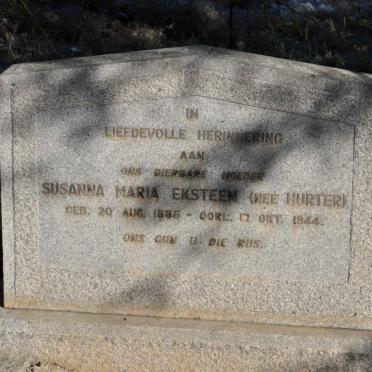 IN
LIEFDEVOLLE HERINNERING
AAN
ONS DIERBARE MOEDER
SUSANNA MARIA EKSTEEN (NEE HURTER)
GEB. 20 AUG. 1885 - OORL. 17 OKT. 1944.
ONS GUN U DIE RUS.